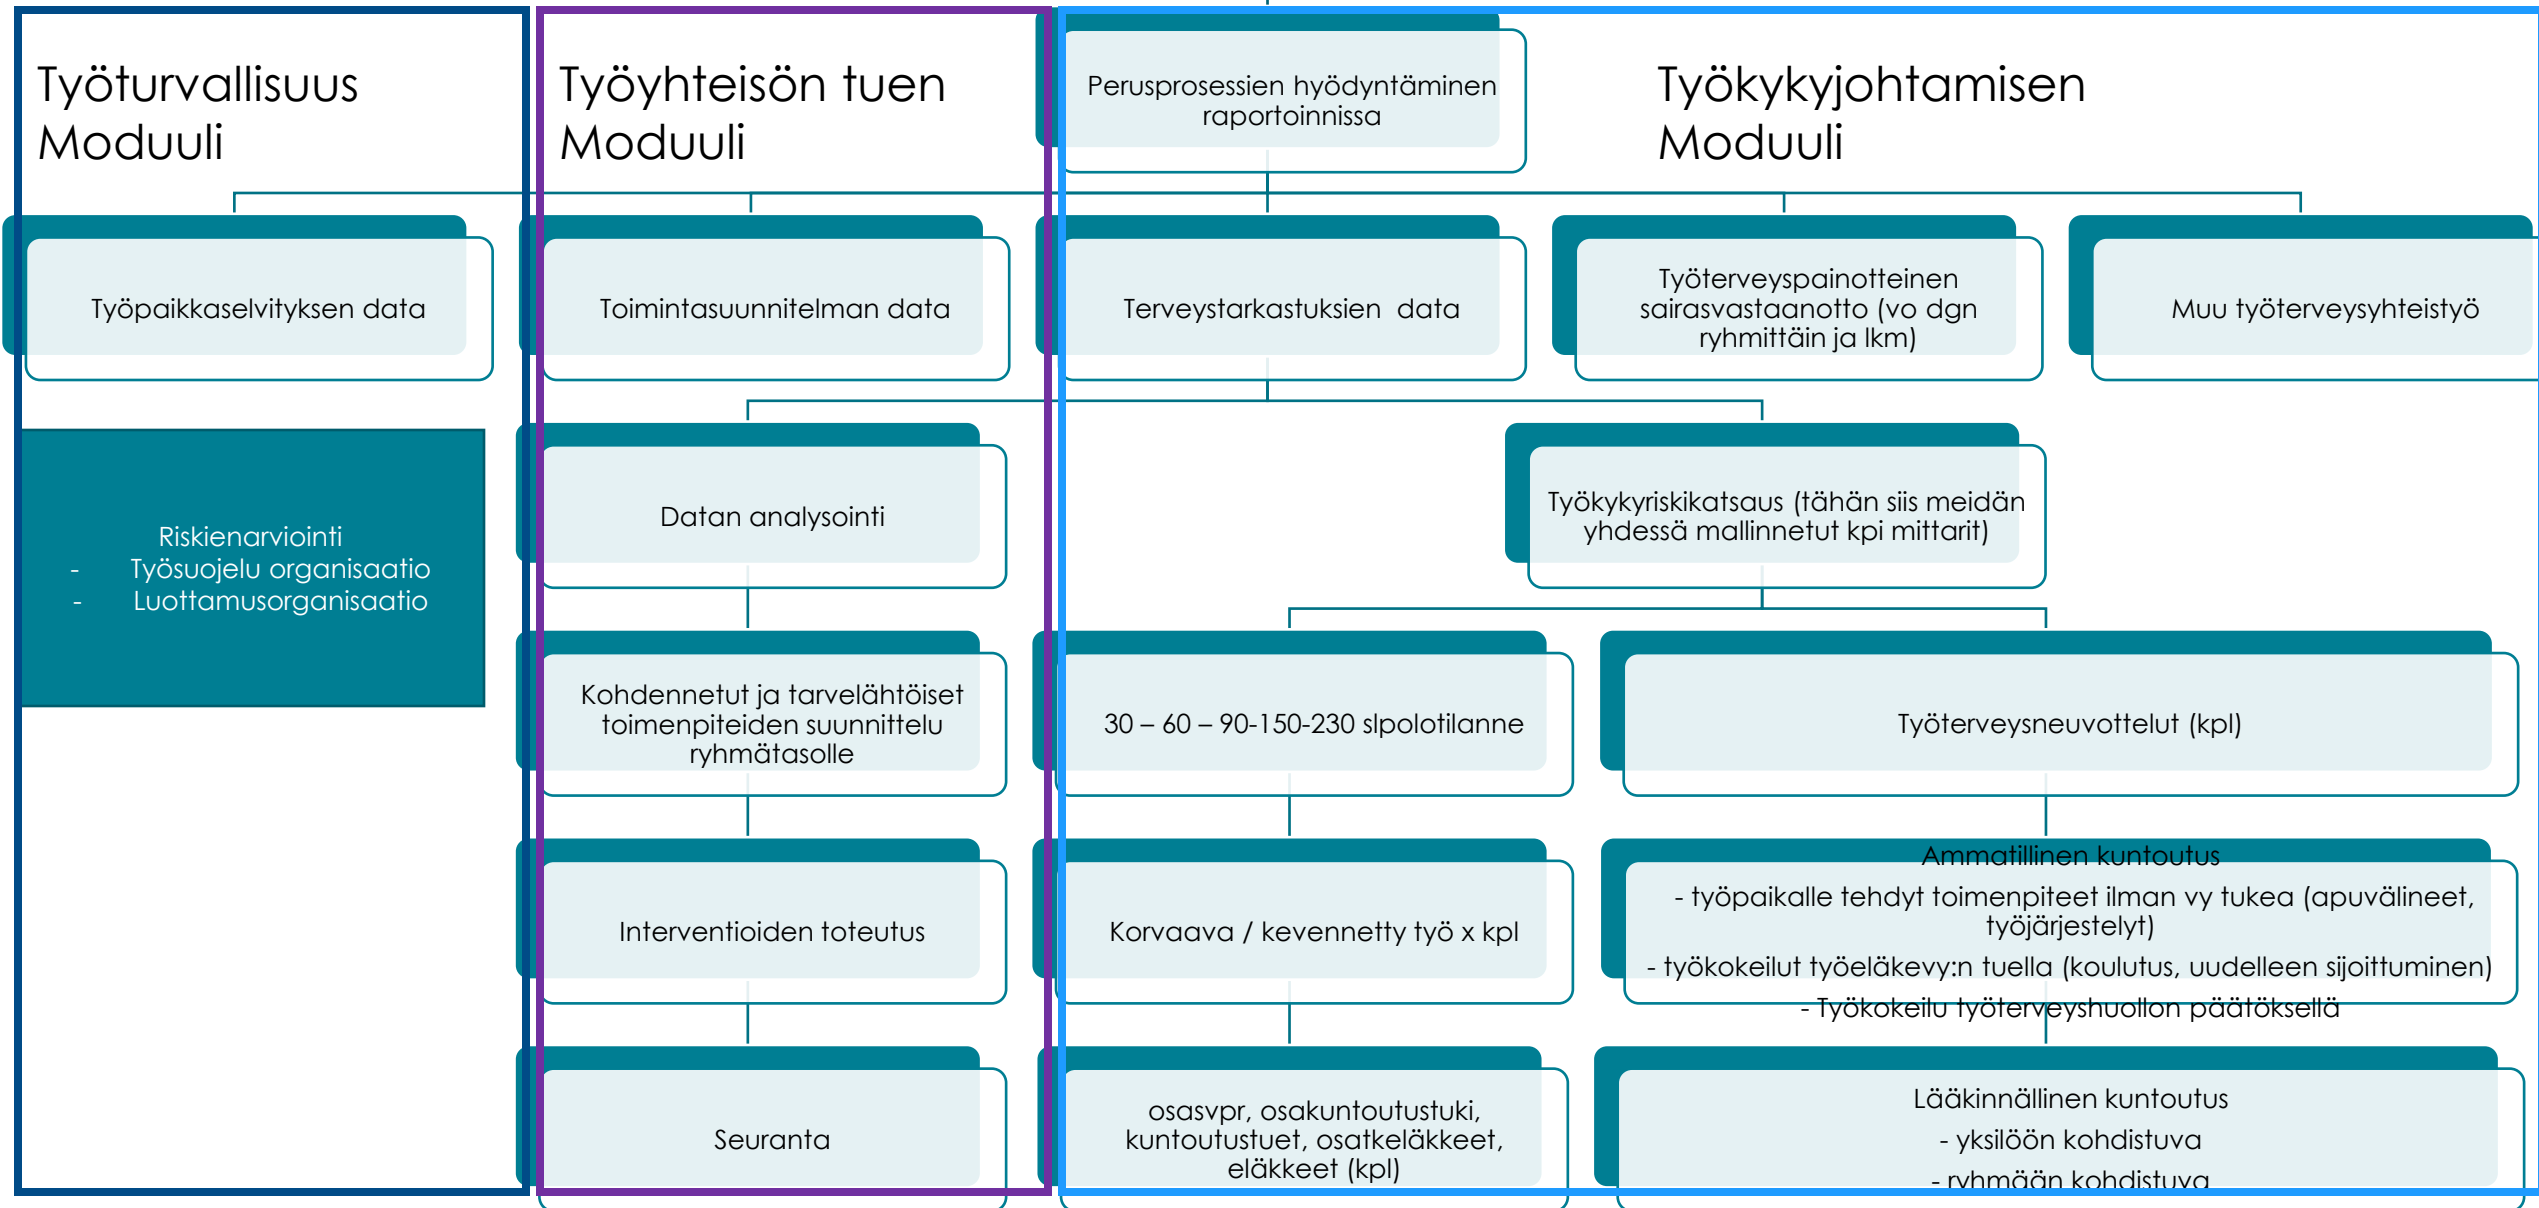 Työturvallisuus
Moduuli
Työyhteisön tuen
Moduuli
Perusprosessien hyödyntäminen
raportoinnissa
Työkykyjohtamisen
Moduuli
Työpaikkaselvityksen data
Toimintasuunnitelman data
Terveystarkastuksien data
Työterveyspainotteinen
sairasvastaanotto (vo dgn
ryhmittäin ja lkm)
Muu työterveysyhteistyö
Riskienarviointi
- Työsuojelu organisaatio
- Luottamusorganisaatio
Datan analysointi
Työkykyriskikatsaus (tähän siis meidän
yhdessä mallinnetut kpi mittarit)
Kohdennetut ja tarvelähtöiset
toimenpiteiden suunnittelu
ryhmätasolle
30 – 60 – 90-150-230 slpolotilanne
Työterveysneuvottelut (kpl)
Interventioiden toteutus
Korvaava / kevennetty työ x kpl
Ammatillinen kuntoutus
- työpaikalle tehdyt toimenpiteet ilman vy tukea (apuvälineet,
työjärjestelyt)
- työkokeilut työeläkevy:n tuella (koulutus, uudelleen sijoittuminen)
- Työkokeilu työterveyshuollon päätöksellä
Seuranta
osasvpr, osakuntoutustuki,
kuntoutustuet, osatkeläkkeet,
eläkkeet (kpl)
Lääkinnällinen kuntoutus
- yksilöön kohdistuva
- ryhmään kohdistuva